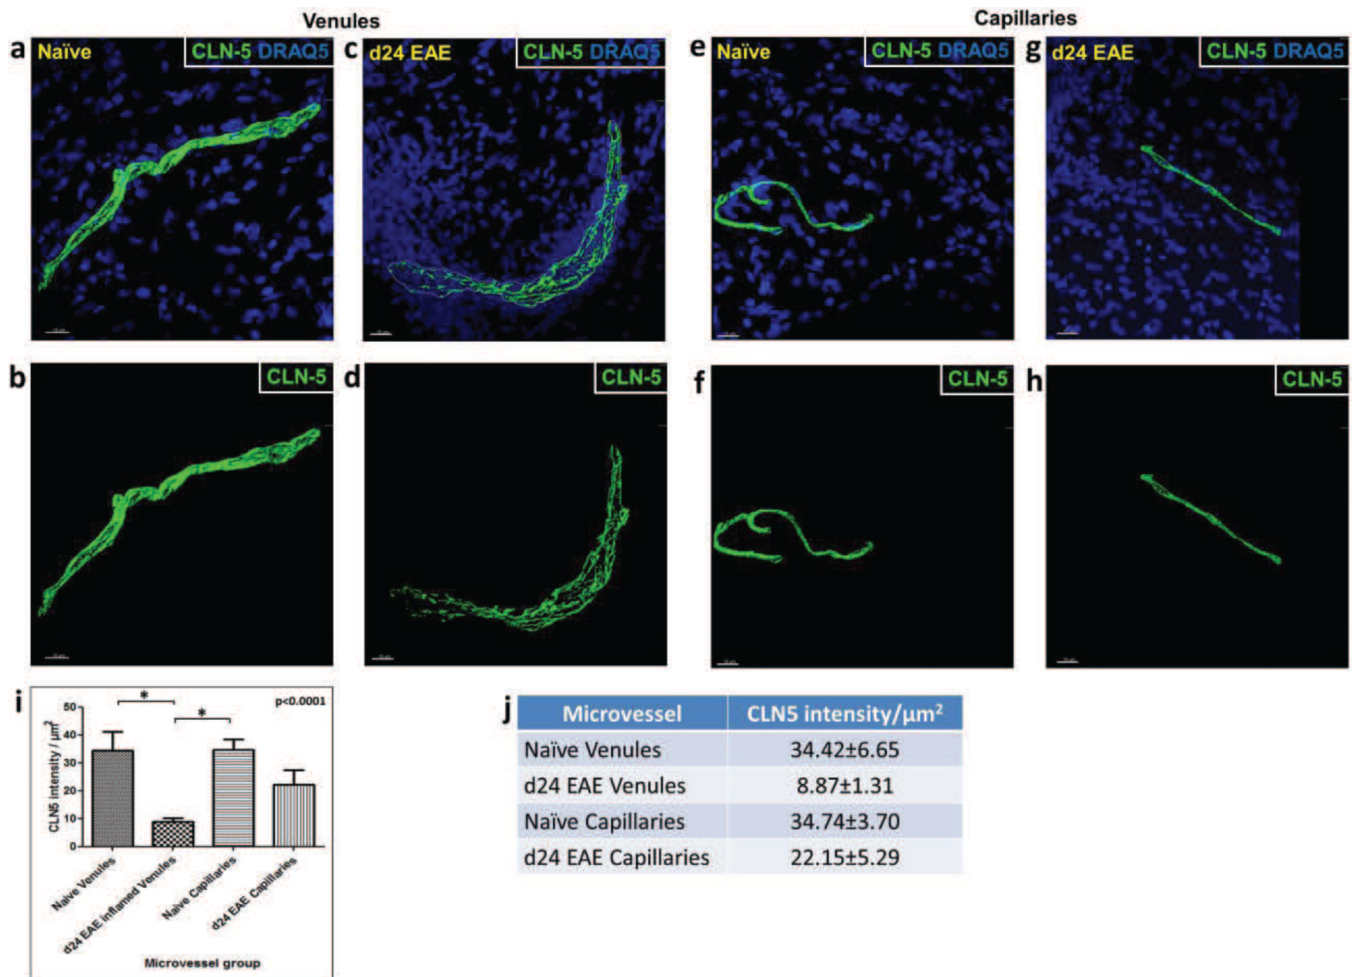 Venules
Capillaries
a Naïve CLN-5 DRAQ5
c d24 EAE CLN-5 DRAQ5
e Naïve CLN-5 DRAQ5
g d24 EAE CLN-5 DRAQ5
b CLN-5
d CLN-5
f CLN-5
h CLN-5
i
p<0.0001
*
*
CLN5 intensity / µm²
50
40
30
20
10
0
Naive Venules
d24 EAE inflamed Venules
Naive Capillaries
d24 EAE Capillaries
Microvessel group
j
Microvessel CLN5 intensity/µm²
Naïve Venules 34.42±6.65
d24 EAE Venules 8.87±1.31
Naïve Capillaries 34.74±3.70
d24 EAE Capillaries 22.15±5.29